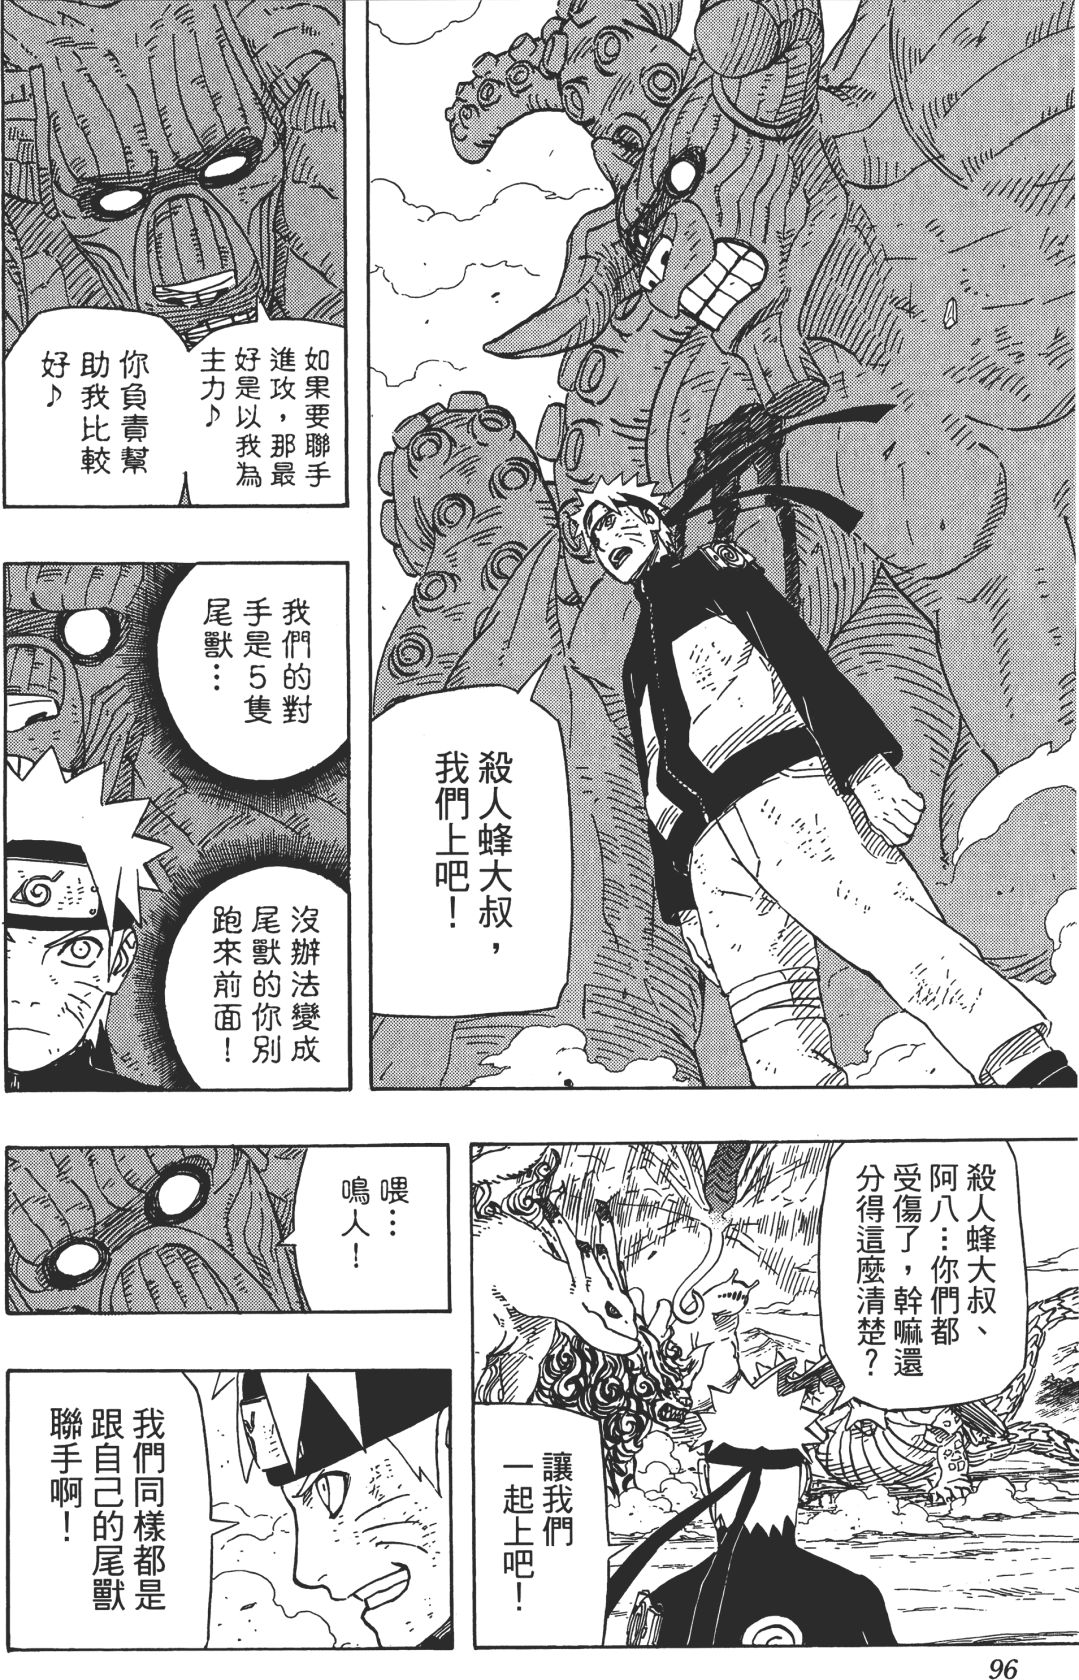 殺人蜂大叔，
我們上吧！
如果要聯手
進攻，那最
好是以我為
主力♪
你負責幫
助我比較
好♪
我們的對
手是5隻
尾獸…
沒辦法變成
尾獸的你別
跑來前面！
殺人蜂大叔、
阿八…你們都
受傷了，幹嘛還
分得這麼清楚？
讓我們
一起上吧！
喂…
鳴人！
我們同樣都是
跟自己的尾獸
聯手啊！
96